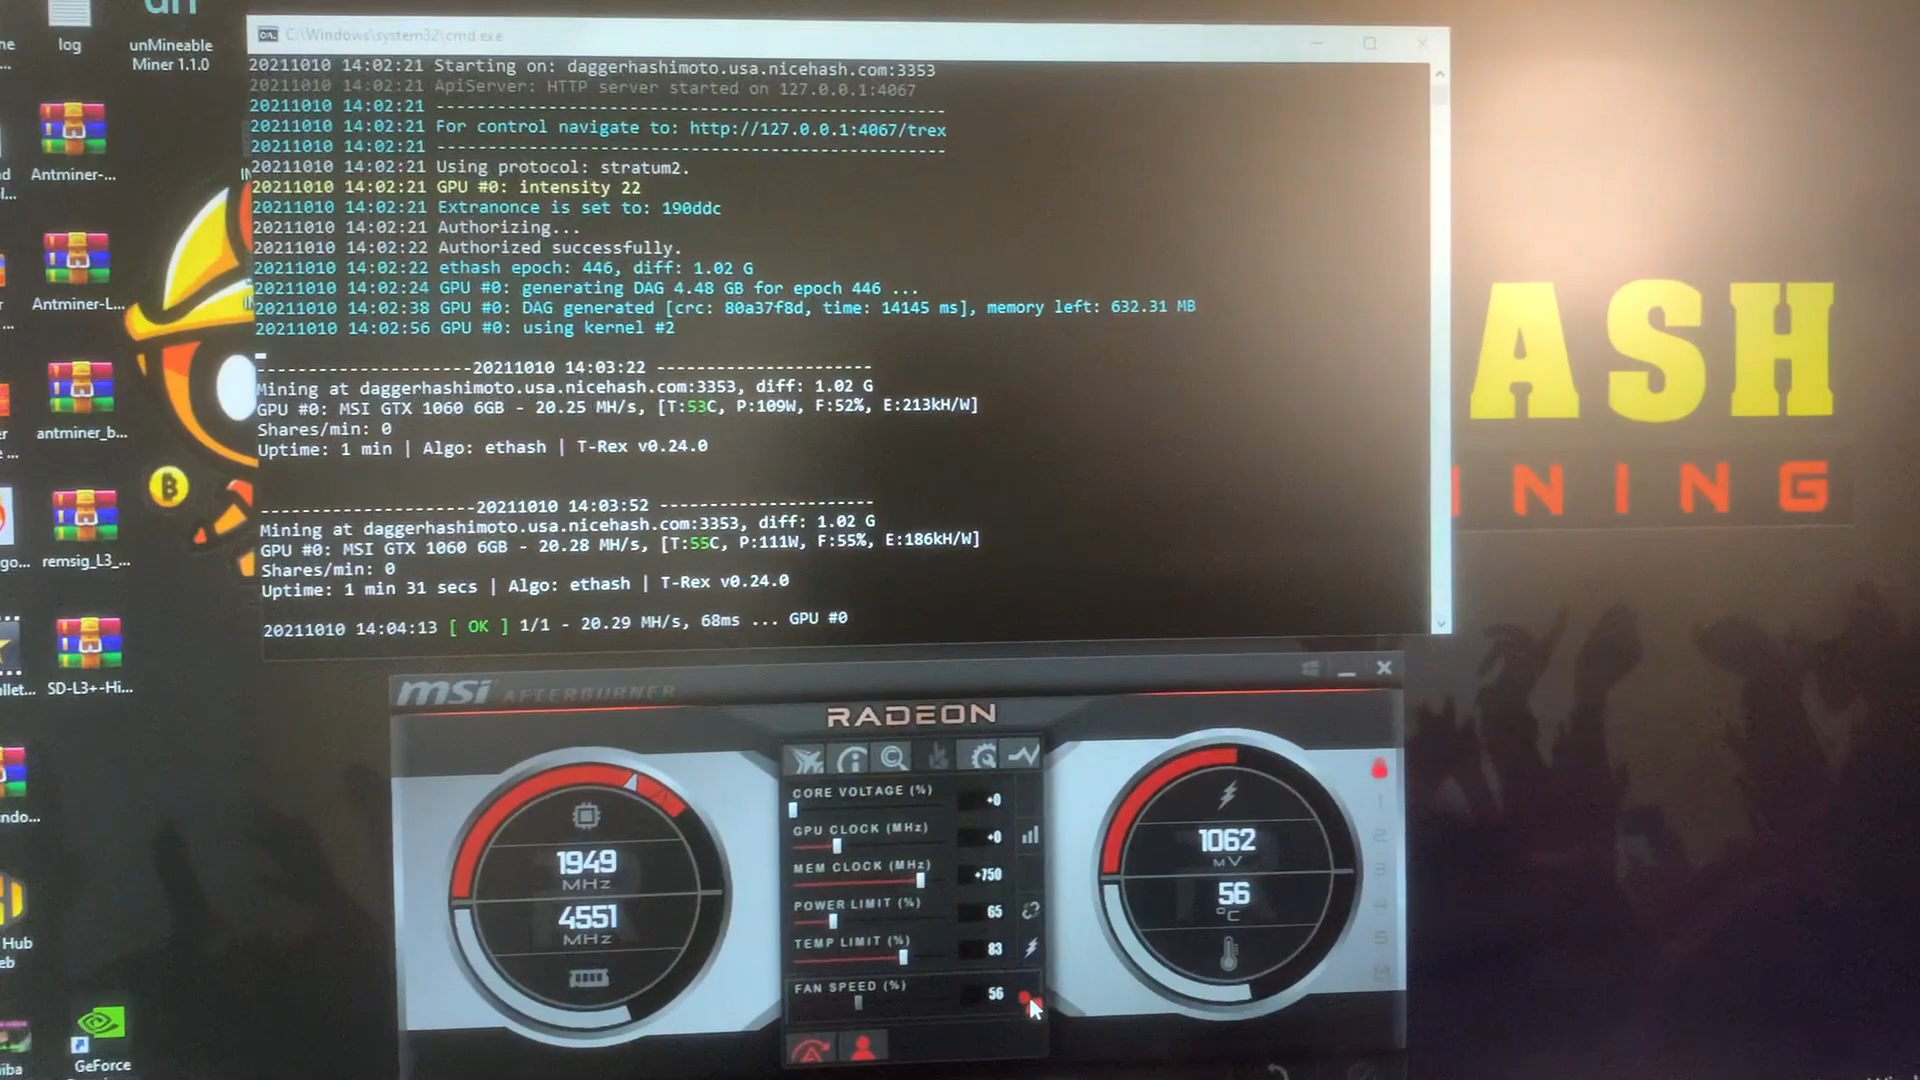 log
unMineable
Miner 1.1.0
Antminer-...
Antminer-L...
antminer_b...
remsig_L3_...
SD-L3+-Hi...
GeForce
Hub
C:\Windows\system32\cmd.exe
20211010 14:02:21 Starting on: daggerhashimoto.usa.nicehash.com:3353
20211010 14:02:21 ApiServer: HTTP server started on 127.0.0.1:4067
20211010 14:02:21 -------------------------------------------------
20211010 14:02:21 For control navigate to: http://127.0.0.1:4067/trex
20211010 14:02:21 -------------------------------------------------
20211010 14:02:21 Using protocol: stratum2.
20211010 14:02:21 GPU #0: intensity 22
20211010 14:02:21 Extranonce is set to: 190ddc
20211010 14:02:21 Authorizing...
20211010 14:02:22 Authorized successfully.
20211010 14:02:22 ethash epoch: 446, diff: 1.02 G
20211010 14:02:24 GPU #0: generating DAG 4.48 GB for epoch 446 ...
20211010 14:02:38 GPU #0: DAG generated [crc: 80a37f8d, time: 14145 ms], memory left: 632.31 MB
20211010 14:02:56 GPU #0: using kernel #2
---------------------20211010 14:03:22 ---------------------
Mining at daggerhashimoto.usa.nicehash.com:3353, diff: 1.02 G
GPU #0: MSI GTX 1060 6GB - 20.25 MH/s, [T:53C, P:109W, F:52%, E:213kH/W]
Shares/min: 0
Uptime: 1 min | Algo: ethash | T-Rex v0.24.0
---------------------20211010 14:03:52 ---------------------
Mining at daggerhashimoto.usa.nicehash.com:3353, diff: 1.02 G
GPU #0: MSI GTX 1060 6GB - 20.28 MH/s, [T:55C, P:111W, F:55%, E:186kH/W]
Shares/min: 0
Uptime: 1 min 31 secs | Algo: ethash | T-Rex v0.24.0
20211010 14:04:13 [ OK ] 1/1 - 20.29 MH/s, 68ms ... GPU #0
ASH
NING
msi AFTERBURNER
RADEON
CORE VOLTAGE (%) +0
GPU CLOCK (MHz) +0
MEM CLOCK (MHz) +750
POWER LIMIT (%) 65
TEMP LIMIT (%) 83
FAN SPEED (%) 56
1949
MHz
4551
MHz
1062
MV
56
°C
1
2
3
4
5